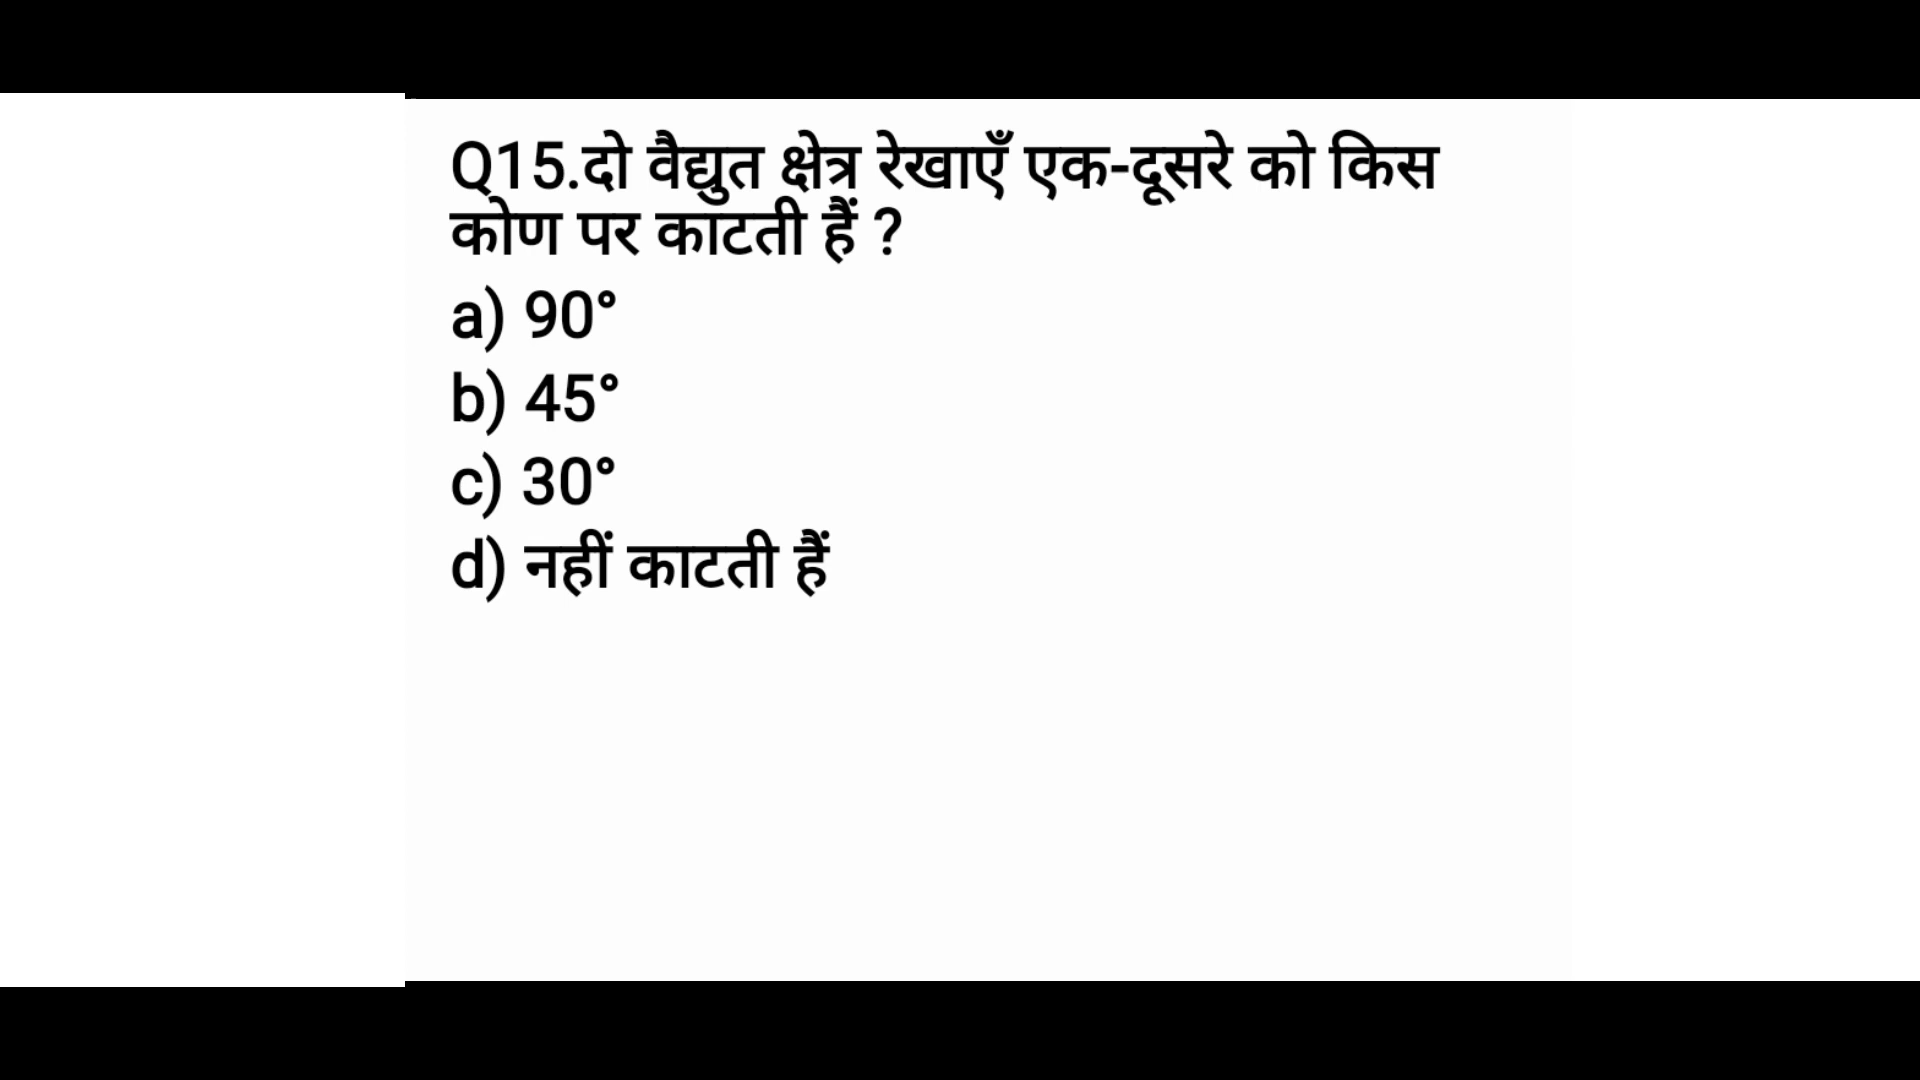 Q15.दो वैद्युत क्षेत्र रेखाएँ एक-दूसरे को किस
कोण पर काटती हैं ?
a) 90°
b) 45°
c) 30°
d) नहीं काटती हैं